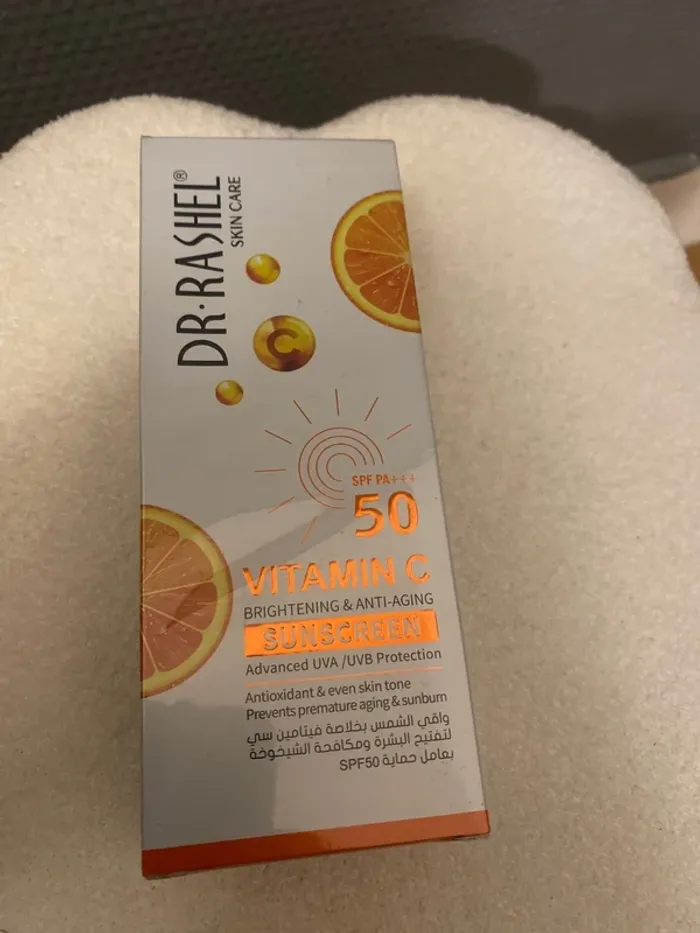 DR·RASHEL®
SKIN CARE
C
SPF PA+++
50
VITAMIN C
BRIGHTENING & ANTI-AGING
SUNSCREEN
Advanced UVA /UVB Protection
Antioxidant & even skin tone
Prevents premature aging & sunburn
واقي الشمس بخلاصة فيتامين سي
لتفتيح البشرة ومكافحة الشيخوخة
بعامل حماية SPF50